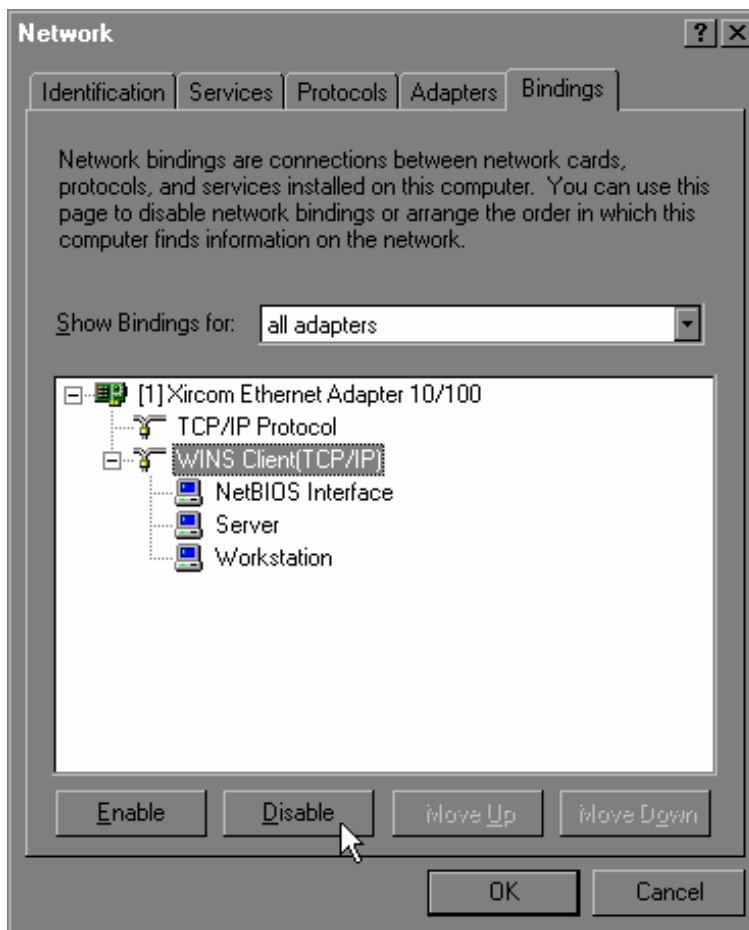 Network
Identification Services Protocols Adapters Bindings
Network bindings are connections between network cards,
protocols, and services installed on this computer. You can use this
page to disable network bindings or arrange the order in which this
computer finds information on the network.
Show Bindings for: all adapters
[1] Xircom Ethernet Adapter 10/100
TCP/IP Protocol
WINS Client(TCP/IP)
NetBIOS Interface
Server
Workstation
Enable Disable Move Up Move Down
OK Cancel